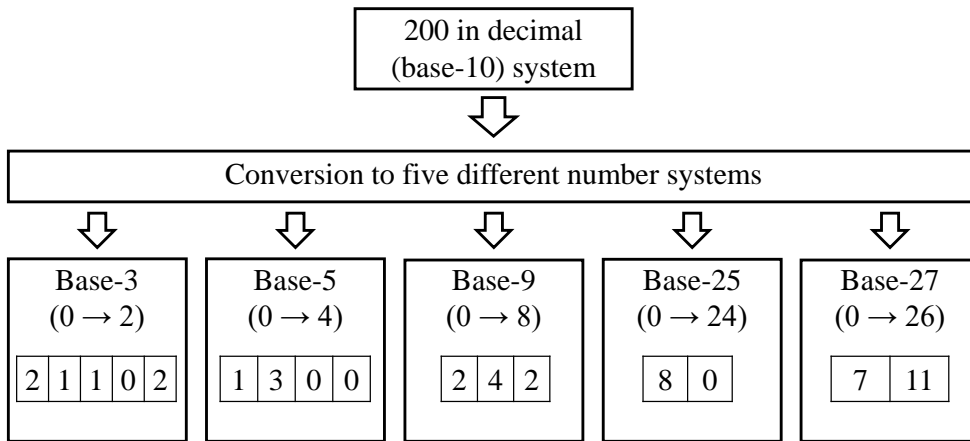 200 in decimal
(base-10) system
Conversion to five different number systems
Base-3
(0 → 2)
2 1 1 0 2
Base-5
(0 → 4)
1 3 0 0
Base-9
(0 → 8)
2 4 2
Base-25
(0 → 24)
8 0
Base-27
(0 → 26)
7 11